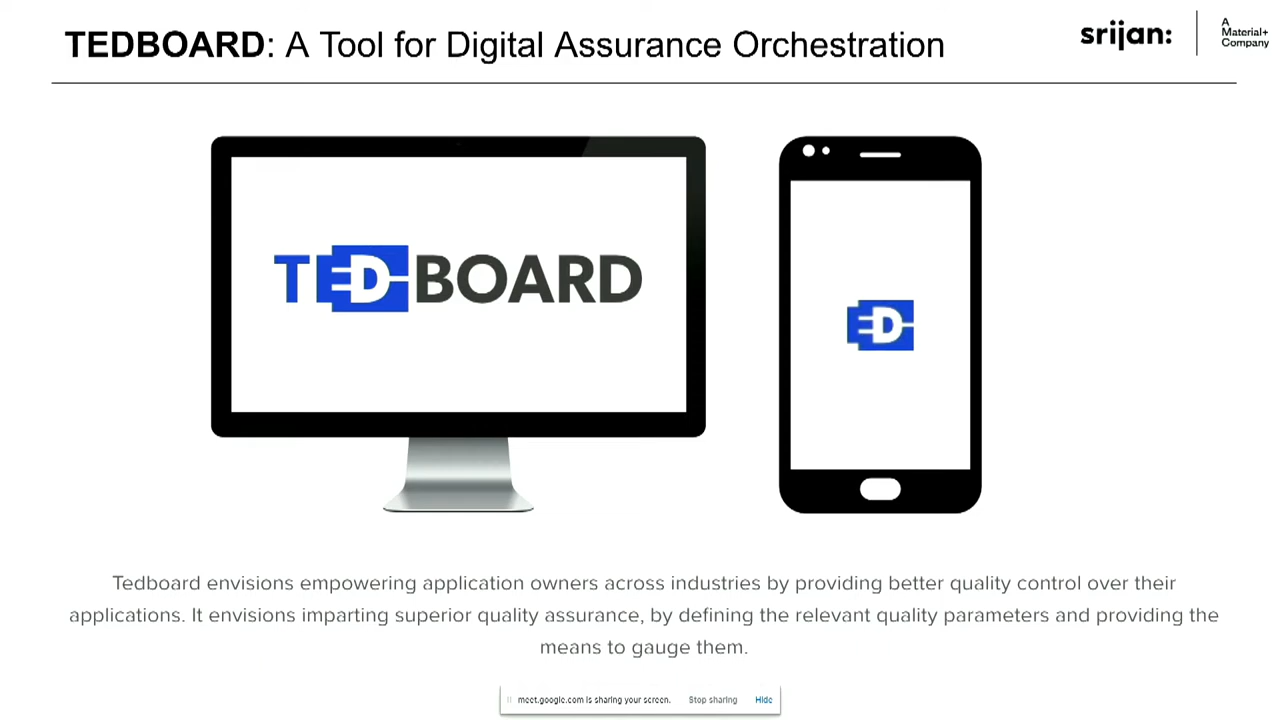 TEDBOARD: A Tool for Digital Assurance Orchestration
srijan:
A
Material+
Company
TEDBOARD
ED
Tedboard envisions empowering application owners across industries by providing better quality control over their
applications. It envisions imparting superior quality assurance, by defining the relevant quality parameters and providing the
means to gauge them.
meet.google.com is sharing your screen. Stop sharing Hide